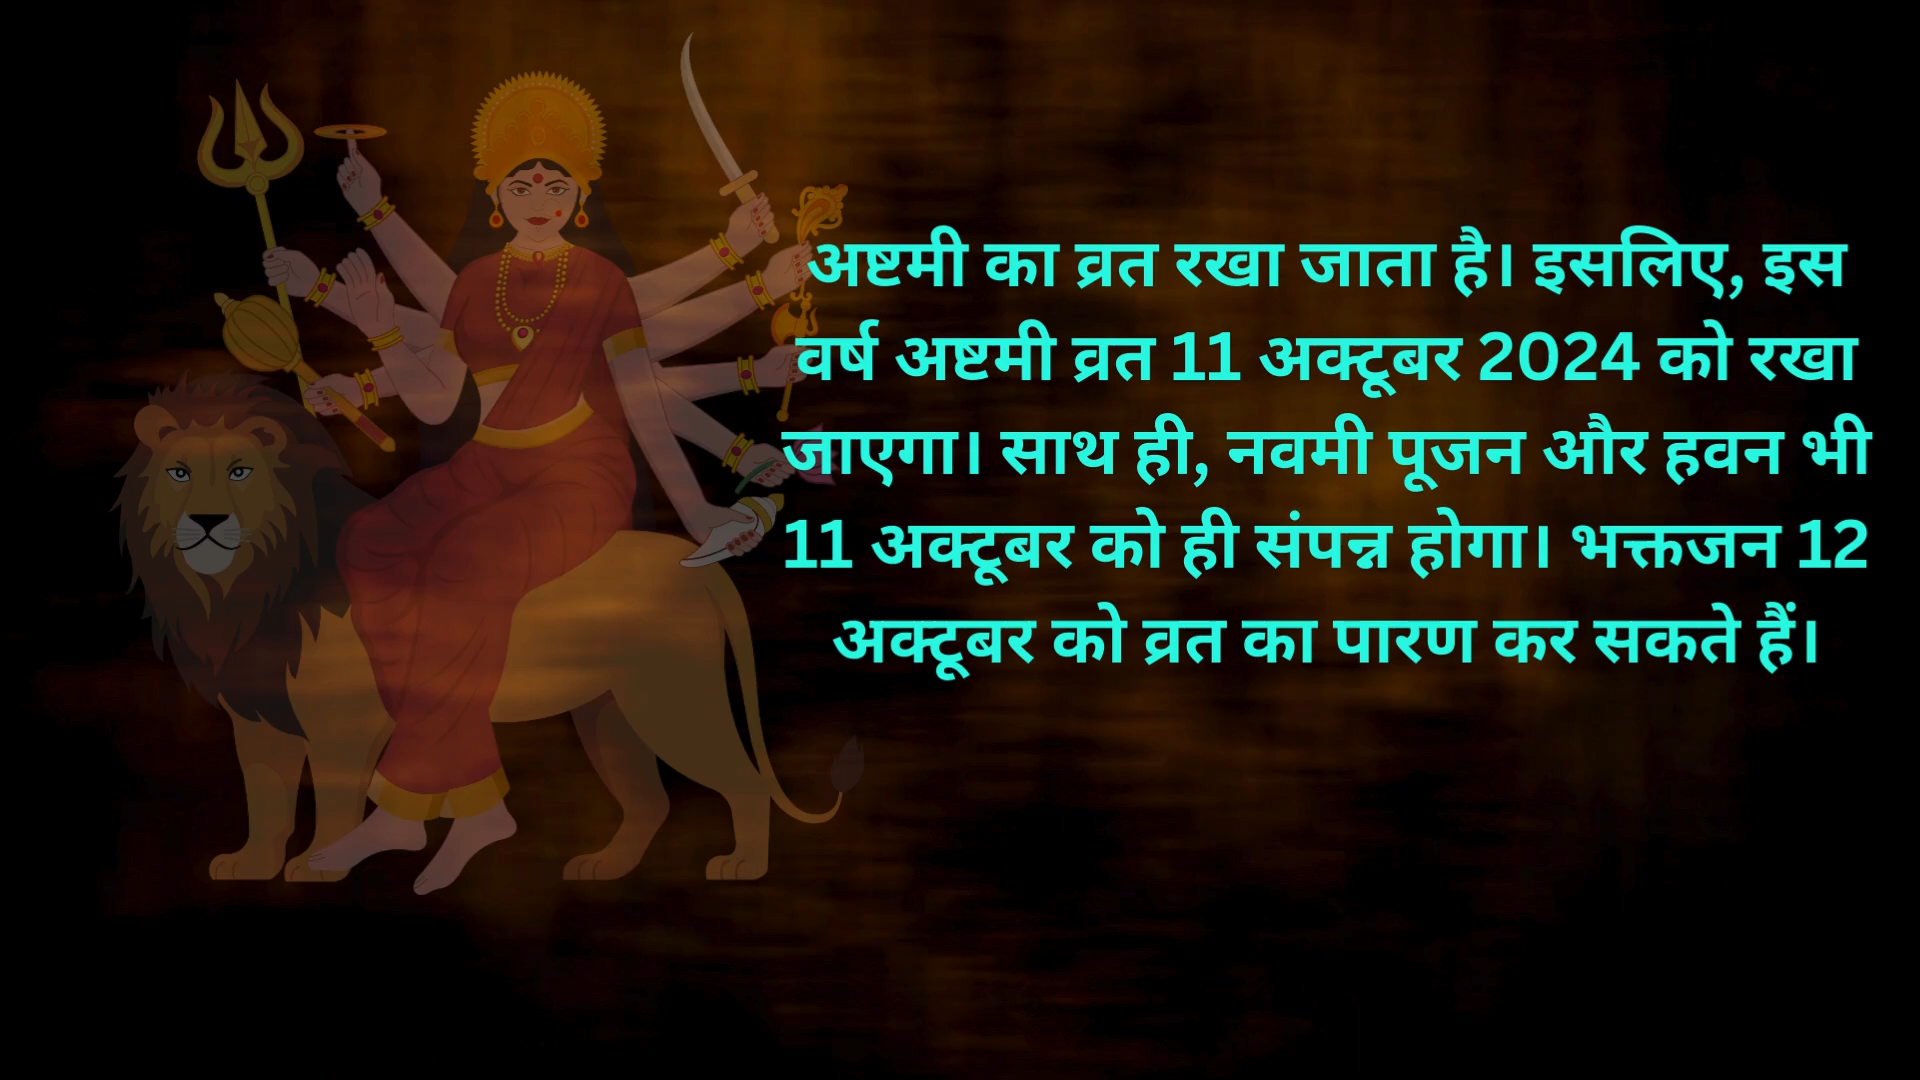 अष्टमी का व्रत रखा जाता है। इसलिए, इस
वर्ष अष्टमी व्रत 11 अक्टूबर 2024 को रखा
जाएगा। साथ ही, नवमी पूजन और हवन भी
11 अक्टूबर को ही संपन्न होगा। भक्तजन 12
अक्टूबर को व्रत का पारण कर सकते हैं।